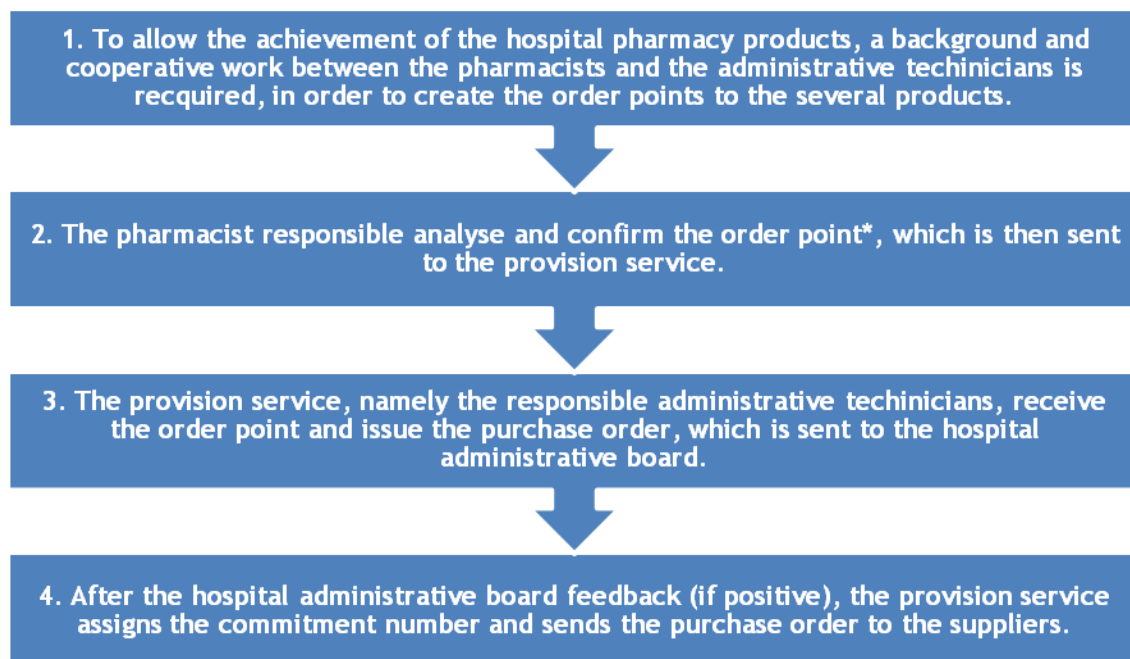 1. To allow the achievement of the hospital pharmacy products, a background and
cooperative work between the pharmacists and the administrative techinicians is
recquired, in order to create the order points to the several products.
2. The pharmacist responsible analyse and confirm the order point*, which is then sent
to the provision service.
3. The provision service, namely the responsible administrative techinicians, receive
the order point and issue the purchase order, which is sent to the hospital
administrative board.
4. After the hospital administrative board feedback (if positive), the provision service
assigns the commitment number and sends the purchase order to the suppliers.